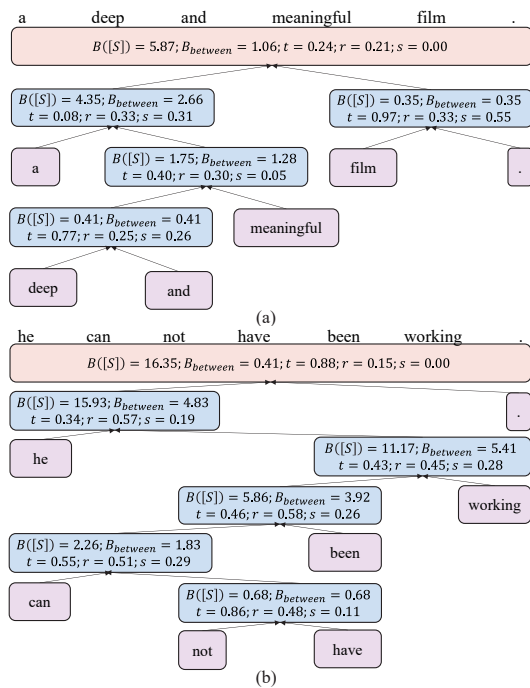 a deep and meaningful film .
B([S]) = 5.87; B_between = 1.06; t = 0.24; r = 0.21; s = 0.00
B([S]) = 4.35; B_between = 2.66
t = 0.08; r = 0.33; s = 0.31
B([S]) = 0.35; B_between = 0.35
t = 0.97; r = 0.33; s = 0.55
a
B([S]) = 1.75; B_between = 1.28
t = 0.40; r = 0.30; s = 0.05
film
.
B([S]) = 0.41; B_between = 0.41
t = 0.77; r = 0.25; s = 0.26
meaningful
deep
and
(a)
he can not have been working .
B([S]) = 16.35; B_between = 0.41; t = 0.88; r = 0.15; s = 0.00
B([S]) = 15.93; B_between = 4.83
t = 0.34; r = 0.57; s = 0.19
.
he
B([S]) = 11.17; B_between = 5.41
t = 0.43; r = 0.45; s = 0.28
B([S]) = 5.86; B_between = 3.92
t = 0.46; r = 0.58; s = 0.26
working
B([S]) = 2.26; B_between = 1.83
t = 0.55; r = 0.51; s = 0.29
been
can
B([S]) = 0.68; B_between = 0.68
t = 0.86; r = 0.48; s = 0.11
not
have
(b)